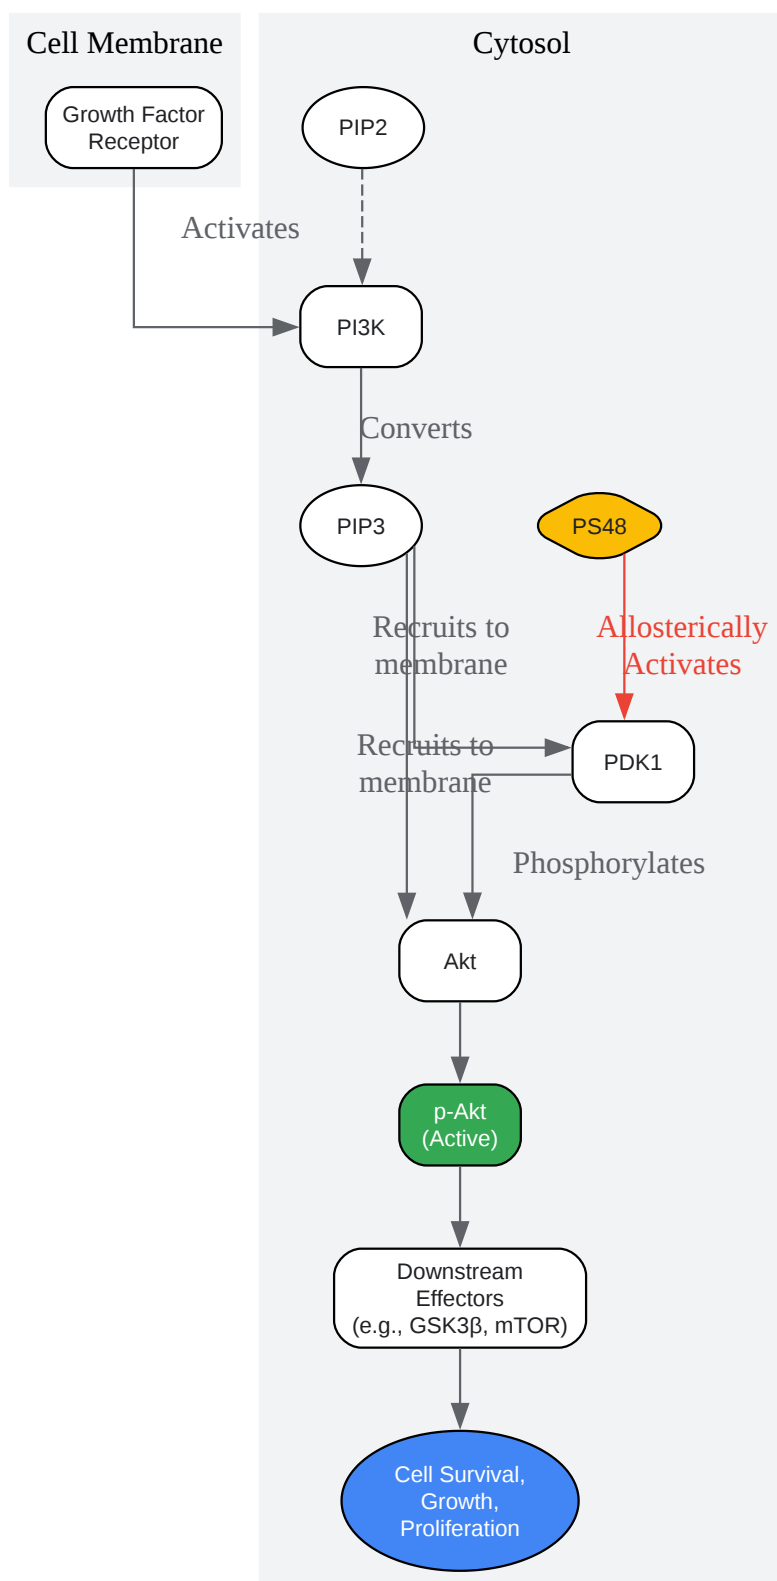 Cell Membrane
Cytosol
Growth Factor
Receptor
PIP2
Activates
PI3K
Converts
PIP3
PS48
Recruits to
membrane
Allosterically
Activates
Recruits to
membrane
PDK1
Phosphorylates
Akt
p-Akt
(Active)
Downstream
Effectors
(e.g., GSK3β, mTOR)
Cell Survival,
Growth,
Proliferation